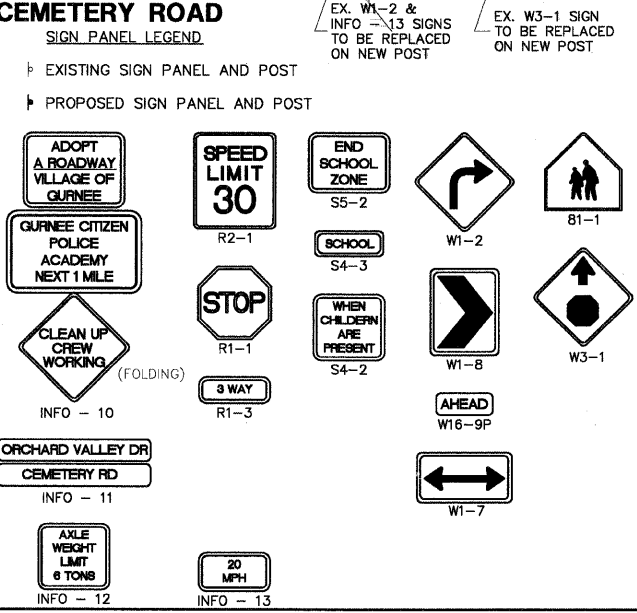 CEMETERY ROAD
SIGN PANEL LEGEND
EX. W1-2 &
INFO - 13 SIGNS
TO BE REPLACED
ON NEW POST
EX. W3-1 SIGN
TO BE REPLACED
ON NEW POST
EXISTING SIGN PANEL AND POST
PROPOSED SIGN PANEL AND POST
ADOPT
A ROADWAY
VILLAGE OF
GURNEE
GURNEE CITIZEN
POLICE
ACADEMY
NEXT 1 MILE
CLEAN UP
CREW
WORKING
(FOLDING)
INFO - 10
ORCHARD VALLEY DR
CEMETERY RD
INFO - 11
AXLE
WEIGHT
LIMIT
6 TONS
INFO - 12
SPEED
LIMIT
30
R2-1
STOP
R1-1
3 WAY
R1-3
20
MPH
INFO - 13
END
SCHOOL
ZONE
S5-2
SCHOOL
S4-3
WHEN
CHILDERN
ARE
PRESENT
S4-2
W1-2
W1-8
AHEAD
W16-9P
W1-7
81-1
W3-1